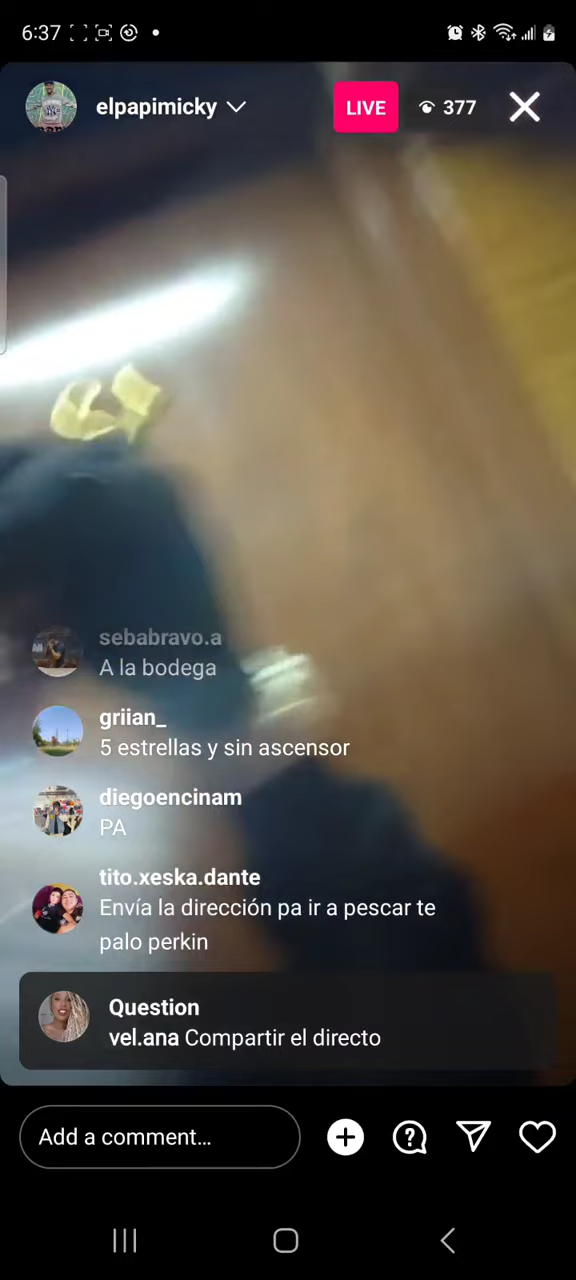 6:37
elpapimicky
LIVE
377
sebabravo.a
A la bodega
griian_
5 estrellas y sin ascensor
diegoencinam
PA
tito.xeska.dante
Envía la dirección pa ir a pescar te
palo perkin
Question
vel.ana Compartir el directo
Add a comment...